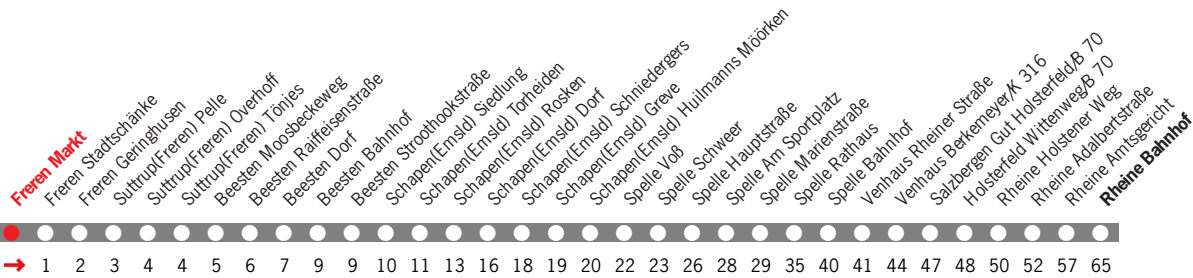 Freren Markt
Freren Stadtschänke
Freren Geringhusen
Suttrup(Freren) Pelle
Suttrup(Freren) Overhoff
Suttrup(Freren) Tönjes
Beesten Moosbeckeweg
Beesten Raiffeisenstraße
Beesten Dorf
Beesten Bahnhof
Beesten Stroothookstraße
Schapen(Emsld) Siedlung
Schapen(Emsld) Torheiden
Schapen(Emsld) Rosken
Schapen(Emsld) Dorf
Schapen(Emsld) Schniedergers
Schapen(Emsld) Greve
Schapen(Emsld) Huilmanns Möörken
Spelle Voß
Spelle Schweer
Spelle Hauptstraße
Spelle Am Sportplatz
Spelle Marienstraße
Spelle Rathaus
Spelle Bahnhof
Venhaus Rheiner Straße
Venhaus Berkemeyer/K 316
Salzbergen Gut Holsterfeld/B 70
Holsterfeld Wittenweg/B 70
Rheine Holstener Weg
Rheine Adalbertstraße
Rheine Amtsgericht
Rheine Bahnhof
→ 1 2 3 4 4 5 6 7 9 9 10 11 13 16 18 19 20 22 23 26 28 29 35 40 41 44 47 48 50 52 57 65